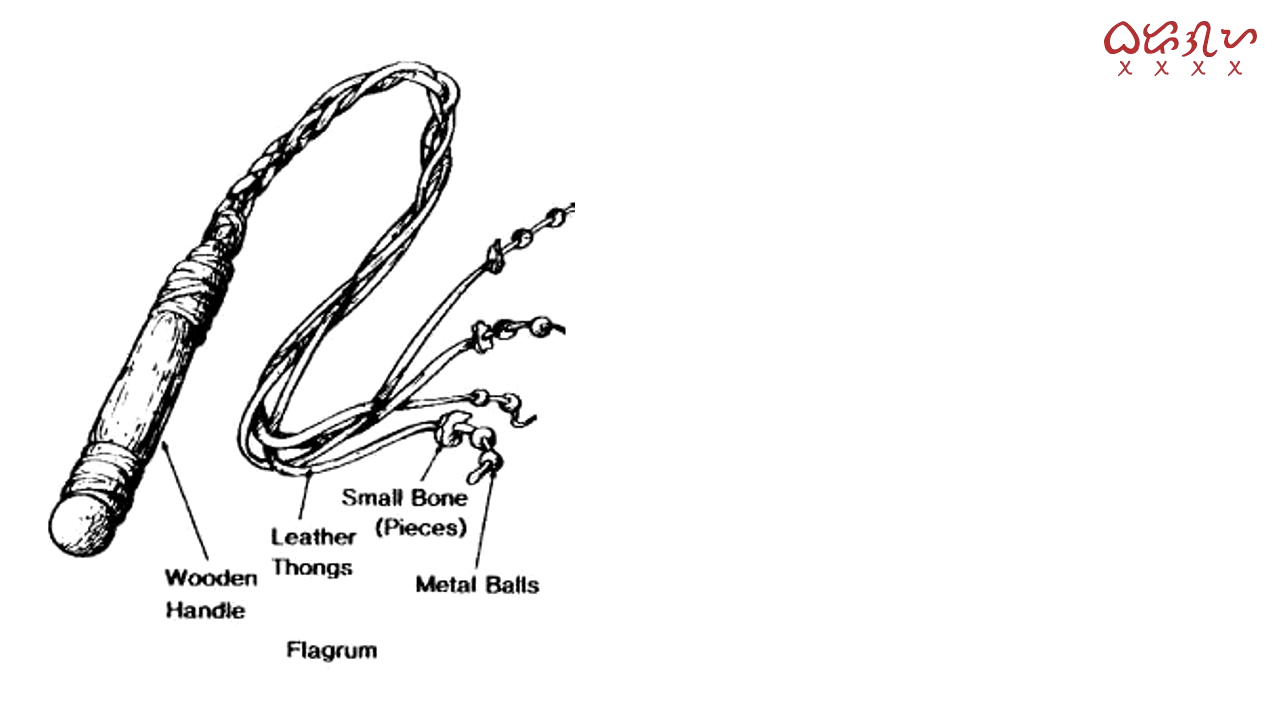 Small Bone
(Pieces)
Leather
Thongs
Wooden
Handle
Metal Balls
Flagrum